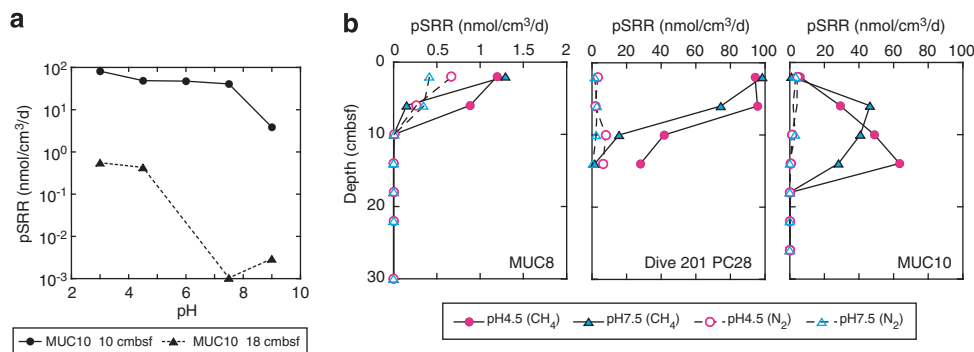 a
pSRR (nmol/cm³/d)
10²
10¹
10⁰
10⁻¹
10⁻²
10⁻³
2
4
6
8
10
pH
MUC10 10 cmbsf
MUC10 18 cmbsf
b
pSRR (nmol/cm³/d)
0
0.5
1
1.5
2
Depth (cmbsf)
0
10
20
30
MUC8
pSRR (nmol/cm³/d)
0
20
40
60
80
100
Dive 201 PC28
pSRR (nmol/cm³/d)
0
20
40
60
80
100
MUC10
pH4.5 (CH₄)
pH7.5 (CH₄)
pH4.5 (N₂)
pH7.5 (N₂)